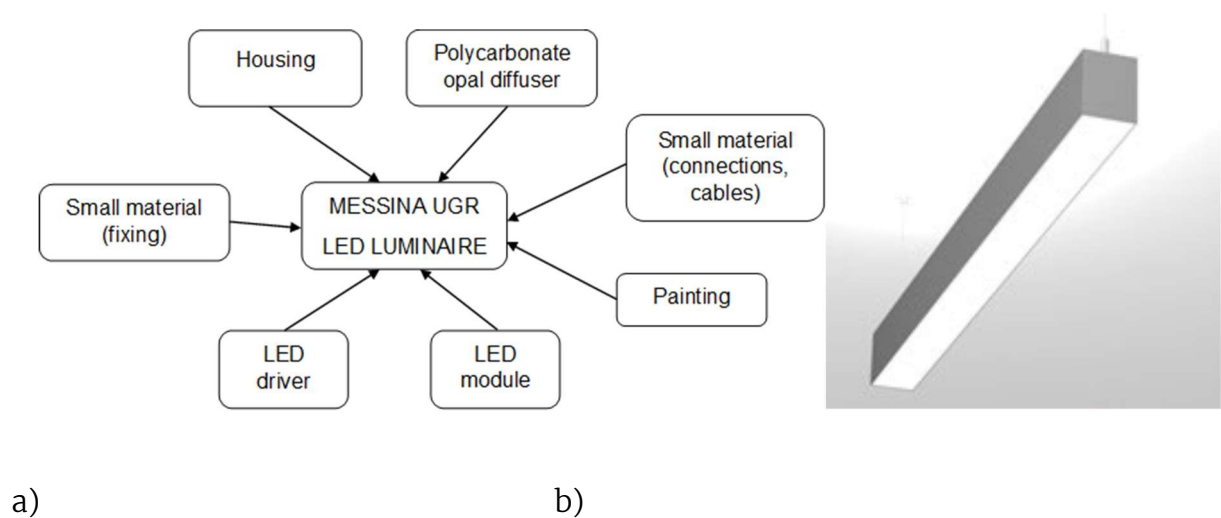 Housing
Polycarbonate
opal diffuser
Small material
(connections,
cables)
Small material
(fixing)
MESSINA UGR
LED LUMINAIRE
Painting
LED
driver
LED
module
a)
b)